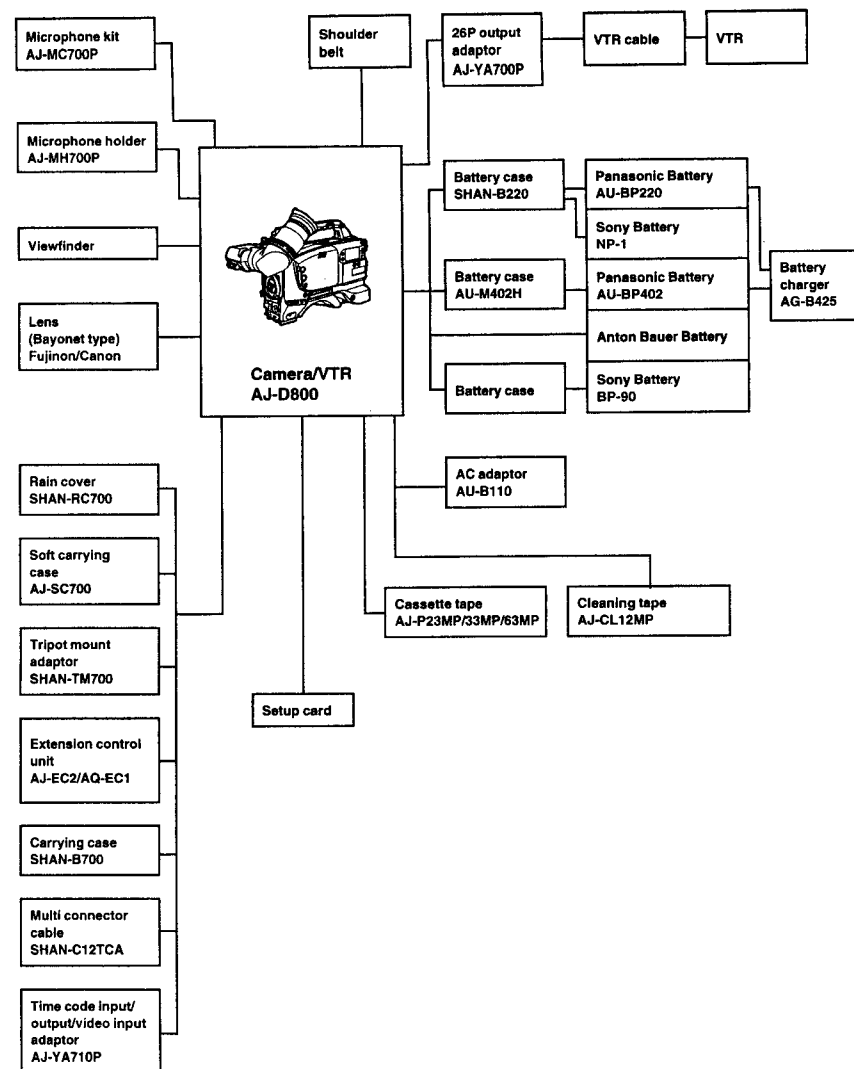 Microphone kit
AJ-MC700P
Shoulder
belt
26P output
adaptor
AJ-YA700P
VTR cable
VTR
Microphone holder
AJ-MH700P
Battery case
SHAN-B220
Panasonic Battery
AU-BP220
Sony Battery
NP-1
Viewfinder
Battery case
AU-M402H
Panasonic Battery
AU-BP402
Battery
charger
AG-B425
Lens
(Bayonet type)
Fujinon/Canon
Anton Bauer Battery
Camera/VTR
AJ-D800
Battery case
Sony Battery
BP-90
Rain cover
SHAN-RC700
AC adaptor
AU-B110
Soft carrying
case
AJ-SC700
Cassette tape
AJ-P23MP/33MP/63MP
Cleaning tape
AJ-CL12MP
Tripot mount
adaptor
SHAN-TM700
Setup card
Extension control
unit
AJ-EC2/AQ-EC1
Carrying case
SHAN-B700
Multi connector
cable
SHAN-C12TCA
Time code input/
output/video input
adaptor
AJ-YA710P